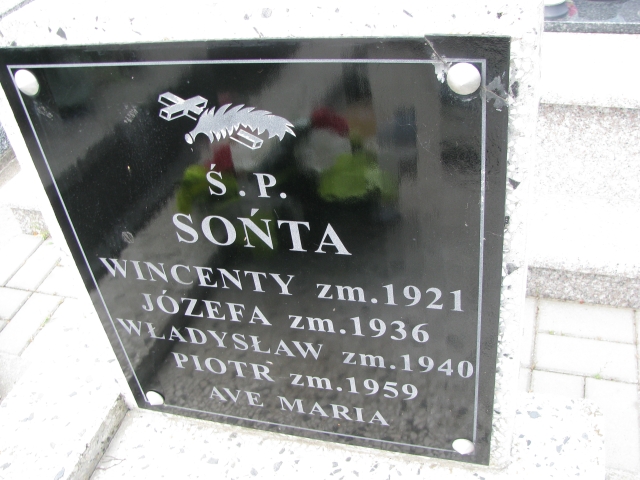 Ś.P.
SOŃTA
WINCENTY zm.1921
JÓZEFA zm.1936
WŁADYSŁAW zm.1940
PIOTR zm.1959
AVE MARIA